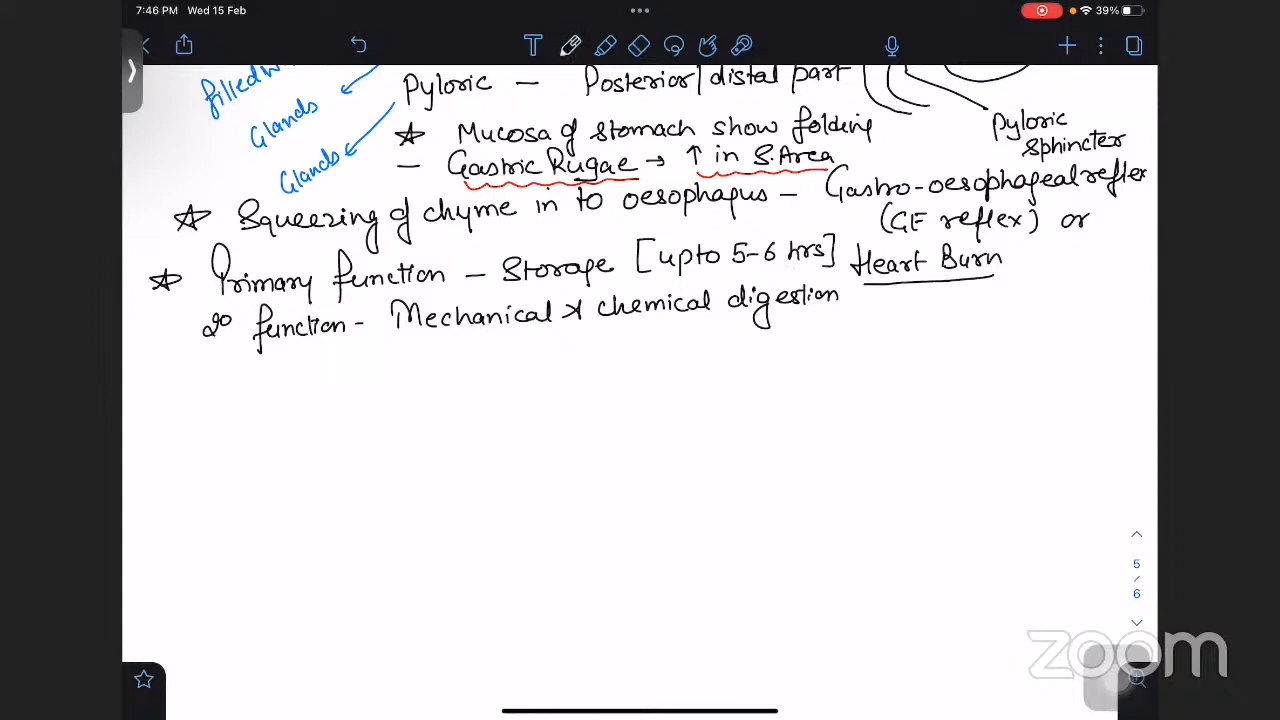 7:46 PM Wed 15 Feb
39%
filled
Pyloric — Posterior/distal part
Glands
☆ Mucosa of stomach show folding
Pyloric
sphincter
— Gastric Rugae → ↑ in S.Area
Glands
☆ Squeezing of chyme in to oesophagus — Gastro-oesophageal reflex
(GE reflex) or
☆ Primary function — Storage [upto 5-6 hrs] Heart Burn
2° function - Mechanical & chemical digestion
5
/
6
zoom